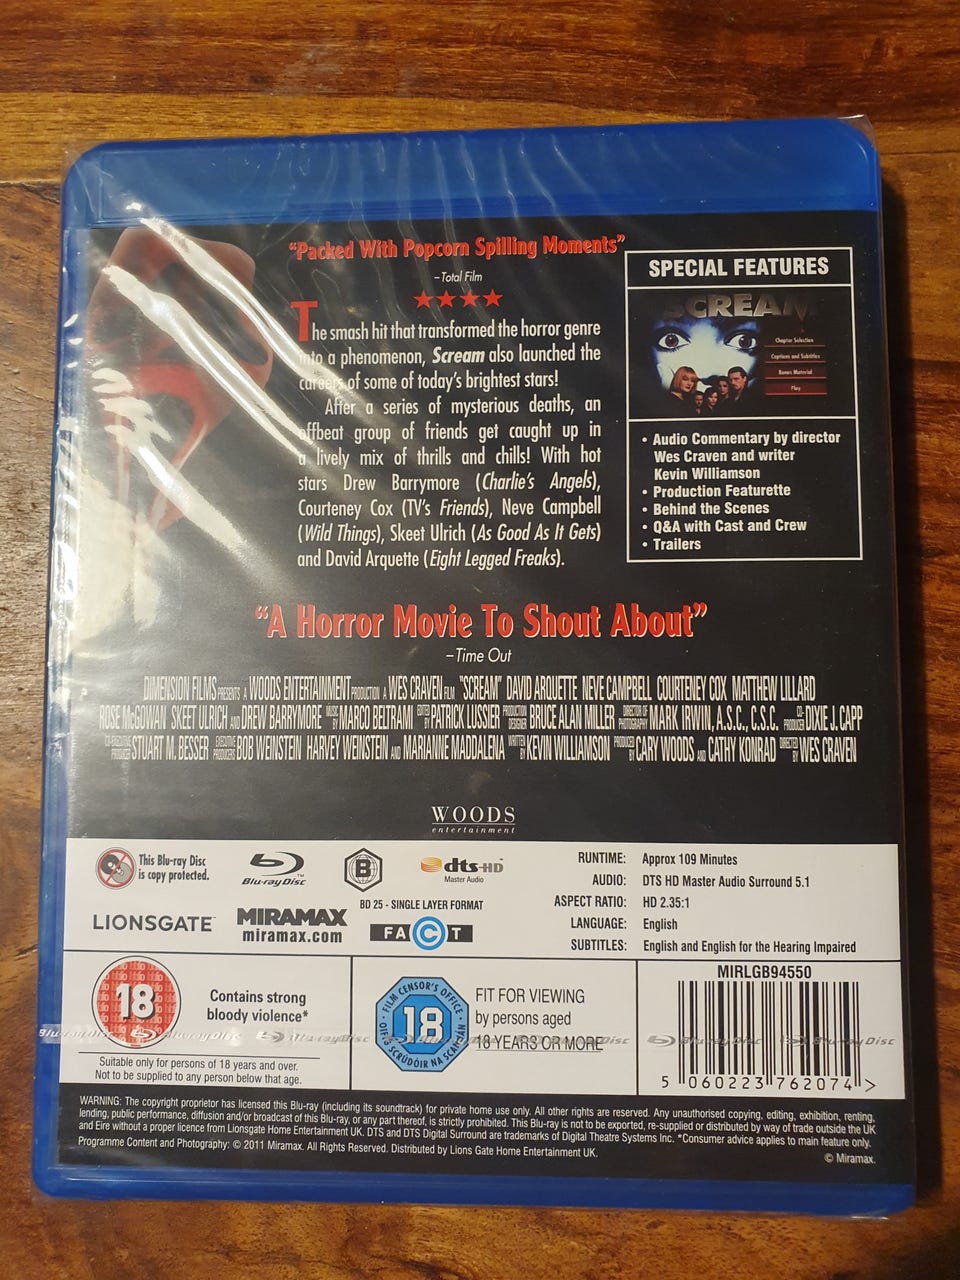 "Packed With Popcorn Spilling Moments"
–Total Film
The smash hit that transformed the horror genre
into a phenomenon, Scream also launched the
careers of some of today's brightest stars!
After a series of mysterious deaths, an
offbeat group of friends get caught up in
a lively mix of thrills and chills! With hot
stars Drew Barrymore (Charlie's Angels),
Courteney Cox (TV's Friends), Neve Campbell
(Wild Things), Skeet Ulrich (As Good As It Gets)
and David Arquette (Eight Legged Freaks).
SPECIAL FEATURES
SCREAM
Chapter Selection
Captions and Subtitles
Bonus Material
Play
• Audio Commentary by director
Wes Craven and writer
Kevin Williamson
• Production Featurette
• Behind the Scenes
• Q&A with Cast and Crew
• Trailers
"A Horror Movie To Shout About"
–Time Out
DIMENSION FILMS PRESENTS A WOODS ENTERTAINMENT PRODUCTION A WES CRAVEN FILM "SCREAM" DAVID ARQUETTE NEVE CAMPBELL COURTENEY COX MATTHEW LILLARD
ROSE McGOWAN SKEET ULRICH AND DREW BARRYMORE MUSIC BY MARCO BELTRAMI EDITED BY PATRICK LUSSIER PRODUCTION DESIGNER BRUCE ALAN MILLER DIRECTOR OF PHOTOGRAPHY MARK IRWIN, A.S.C., C.S.C. CO-PRODUCER DIXIE J. CAPP
CO-EXECUTIVE PRODUCER STUART M. BESSER EXECUTIVE PRODUCERS BOB WEINSTEIN HARVEY WEINSTEIN AND MARIANNE MADDALENA WRITTEN BY KEVIN WILLIAMSON PRODUCED BY CARY WOODS AND CATHY KONRAD DIRECTED BY WES CRAVEN
WOODS
entertainment
This Blu-ray Disc
is copy protected.
Blu-ray Disc™
B
dts-HD
Master Audio
BD 25 - SINGLE LAYER FORMAT
LIONSGATE
MIRAMAX
miramax.com
FACT
RUNTIME: Approx 109 Minutes
AUDIO: DTS HD Master Audio Surround 5.1
ASPECT RATIO: HD 2.35:1
LANGUAGE: English
SUBTITLES: English and English for the Hearing Impaired
18
Contains strong
bloody violence*
Suitable only for persons of 18 years and over.
Not to be supplied to any person below that age.
FILM CENSOR'S OFFICE
18
OIFIG SCRÚDÓIR NA SCANNÁN
FIT FOR VIEWING
by persons aged
18 YEARS OR MORE
MIRLGB94550
5 060223 762074 >
Blu-ray Disc Blu-ray Disc Blu-ray Disc Blu-ray Disc Blu-ray Disc
WARNING: The copyright proprietor has licensed this Blu-ray (including its soundtrack) for private home use only. All other rights are reserved. Any unauthorised copying, editing, exhibition, renting,
lending, public performance, diffusion and/or broadcast of this Blu-ray, or any part thereof, is strictly prohibited. This Blu-ray is not to be exported, re-supplied or distributed by way of trade outside the UK
and Eire without a proper licence from Lionsgate Home Entertainment UK. DTS and DTS Digital Surround are trademarks of Digital Theatre Systems Inc. *Consumer advice applies to main feature only.
Programme Content and Photography: © 2011 Miramax. All Rights Reserved. Distributed by Lions Gate Home Entertainment UK.
© Miramax.